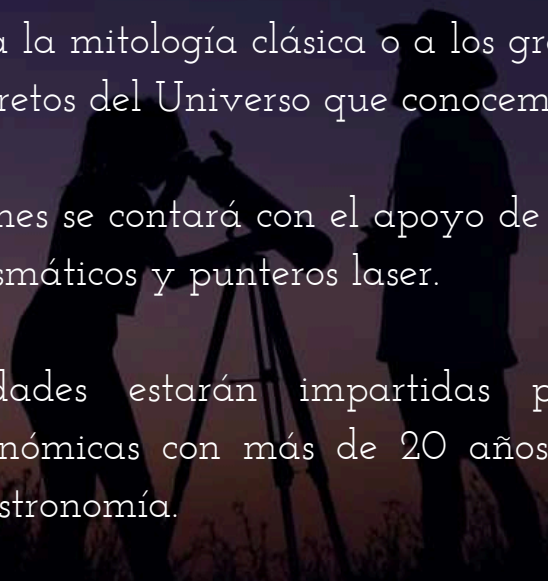 a la mitología clásica o a los gr
retos del Universo que conocem
nes se contará con el apoyo de
smáticos y punteros laser.
dades estarán impartidas p
nómicas con más de 20 años
stronomía.